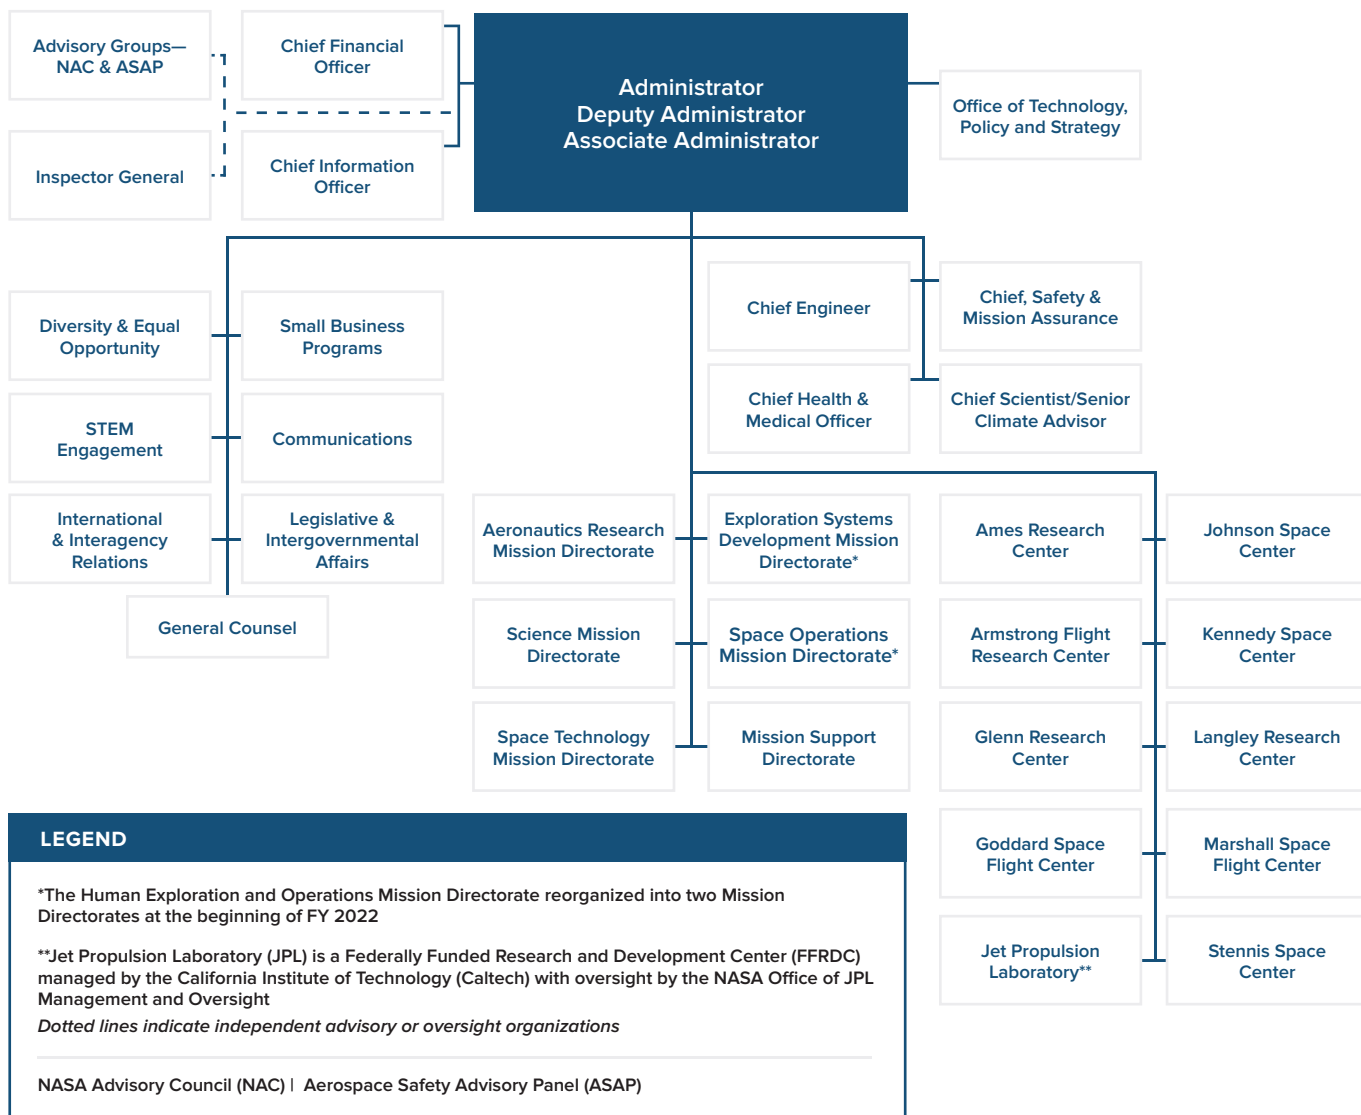 Advisory Groups—
NAC & ASAP
Chief Financial
Officer
Administrator
Deputy Administrator
Associate Administrator
Office of Technology,
Policy and Strategy
Inspector General
Chief Information
Officer
Diversity & Equal
Opportunity
Small Business
Programs
STEM
Engagement
Communications
International
& Interagency
Relations
Legislative &
Intergovernmental
Affairs
General Counsel
Chief Engineer
Chief, Safety &
Mission Assurance
Chief Health &
Medical Officer
Chief Scientist/Senior
Climate Advisor
Aeronautics Research
Mission Directorate
Exploration Systems
Development Mission
Directorate*
Science Mission
Directorate
Space Operations
Mission Directorate*
Space Technology
Mission Directorate
Mission Support
Directorate
Ames Research
Center
Johnson Space
Center
Armstrong Flight
Research Center
Kennedy Space
Center
Glenn Research
Center
Langley Research
Center
Goddard Space
Flight Center
Marshall Space
Flight Center
Jet Propulsion
Laboratory**
Stennis Space
Center
LEGEND
*The Human Exploration and Operations Mission Directorate reorganized into two Mission
Directorates at the beginning of FY 2022
**Jet Propulsion Laboratory (JPL) is a Federally Funded Research and Development Center (FFRDC)
managed by the California Institute of Technology (Caltech) with oversight by the NASA Office of JPL
Management and Oversight
Dotted lines indicate independent advisory or oversight organizations
NASA Advisory Council (NAC) | Aerospace Safety Advisory Panel (ASAP)